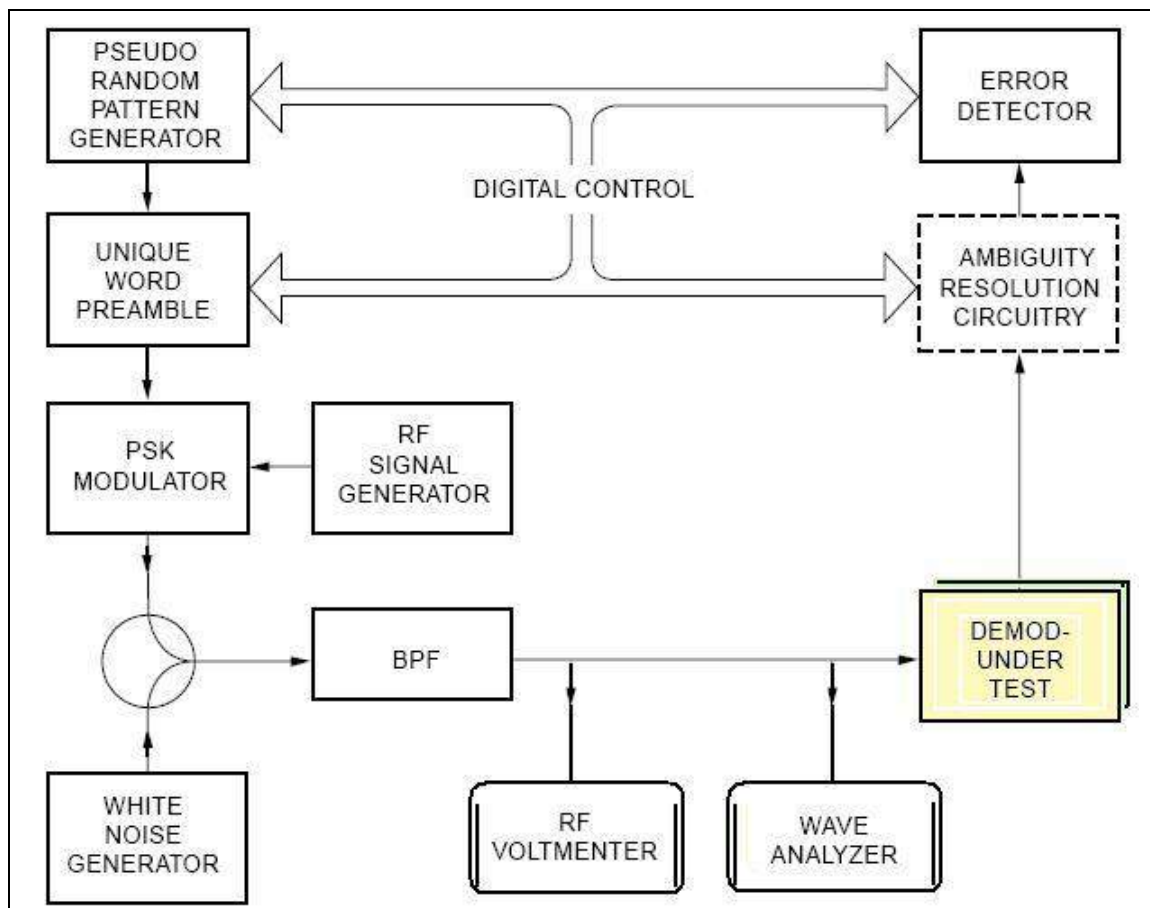 PSEUDO
RANDOM
PATTERN
GENERATOR
ERROR
DETECTOR
DIGITAL CONTROL
UNIQUE
WORD
PREAMBLE
AMBIGUITY
RESOLUTION
CIRCUITRY
PSK
MODULATOR
RF
SIGNAL
GENERATOR
BPF
DEMOD-
UNDER
TEST
WHITE
NOISE
GENERATOR
RF
VOLTMENTER
WAVE
ANALYZER